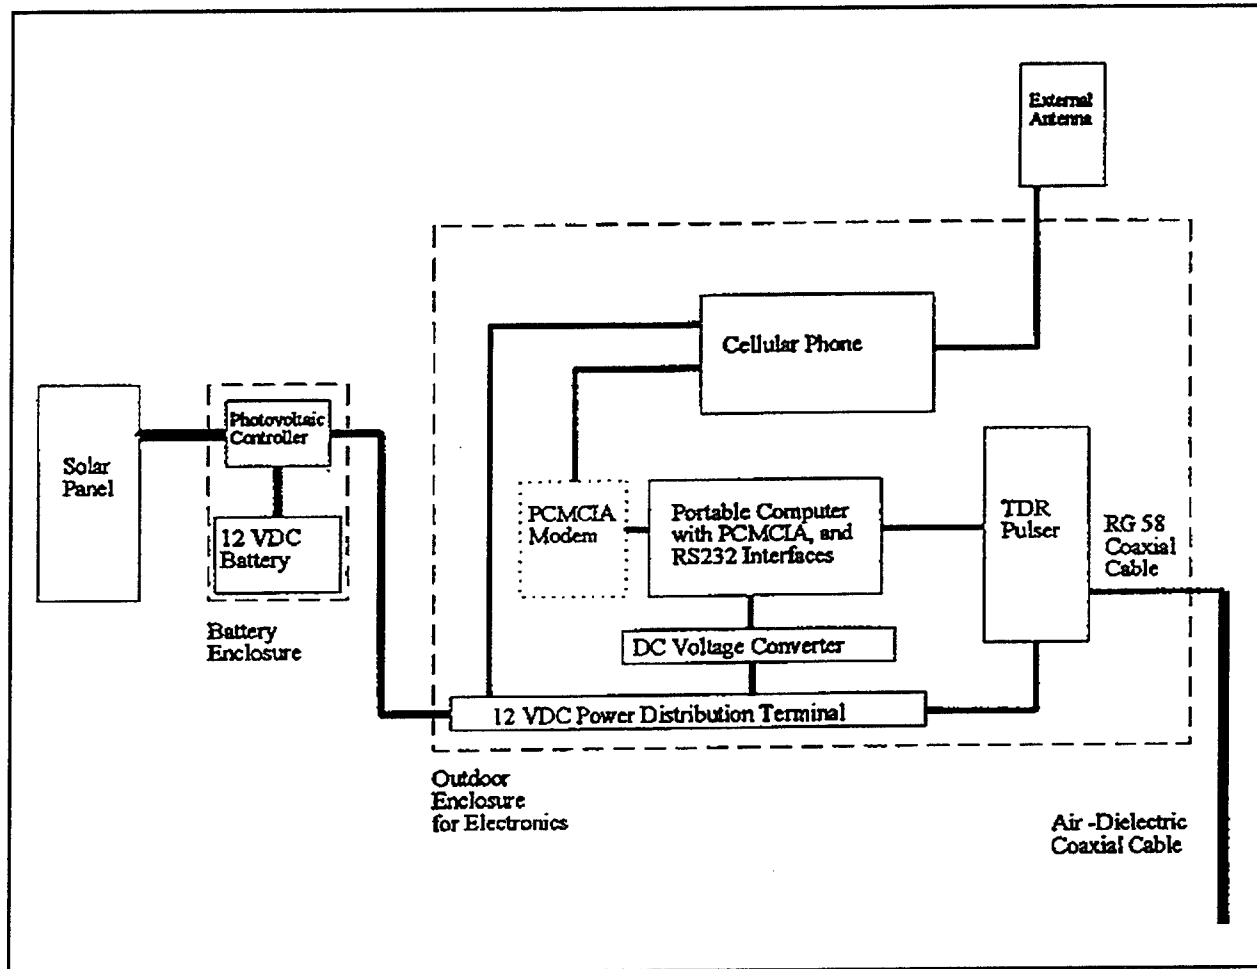 External
Antenna
Cellular Phone
Photovoltaic
Controller
Solar
Panel
12 VDC
Battery
Battery
Enclosure
PCMCIA
Modem
Portable Computer
with PCMCIA, and
RS232 Interfaces
TDR
Pulser
RG 58
Coaxial
Cable
DC Voltage Converter
12 VDC Power Distribution Terminal
Outdoor
Enclosure
for Electronics
Air -Dielectric
Coaxial Cable